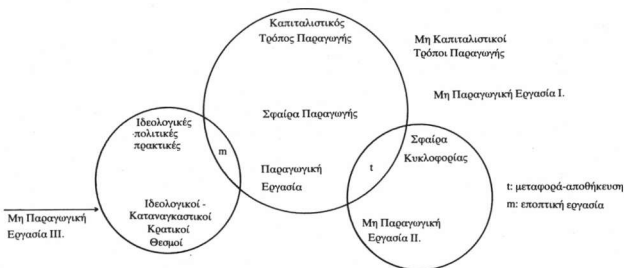 Καπιταλιστικός
Τρόπος Παραγωγής
Μη Καπιταλιστικοί
Τρόποι Παραγωγής
Μη Παραγωγική Εργασία Ι.
Σφαίρα Παραγωγής
Ιδεολογικές
πολιτικές
πρακτικές
m
Σφαίρα
Κυκλοφορίας
Παραγωγική
Εργασία
t
t: μεταφορά-αποθήκευση
m: εποπτική εργασία
Ιδεολογικοί -
Καταναγκαστικοί
Κρατικοί
Θεσμοί
Μη Παραγωγική
Εργασία ΙΙΙ.
Μη Παραγωγική
Εργασία ΙΙ.